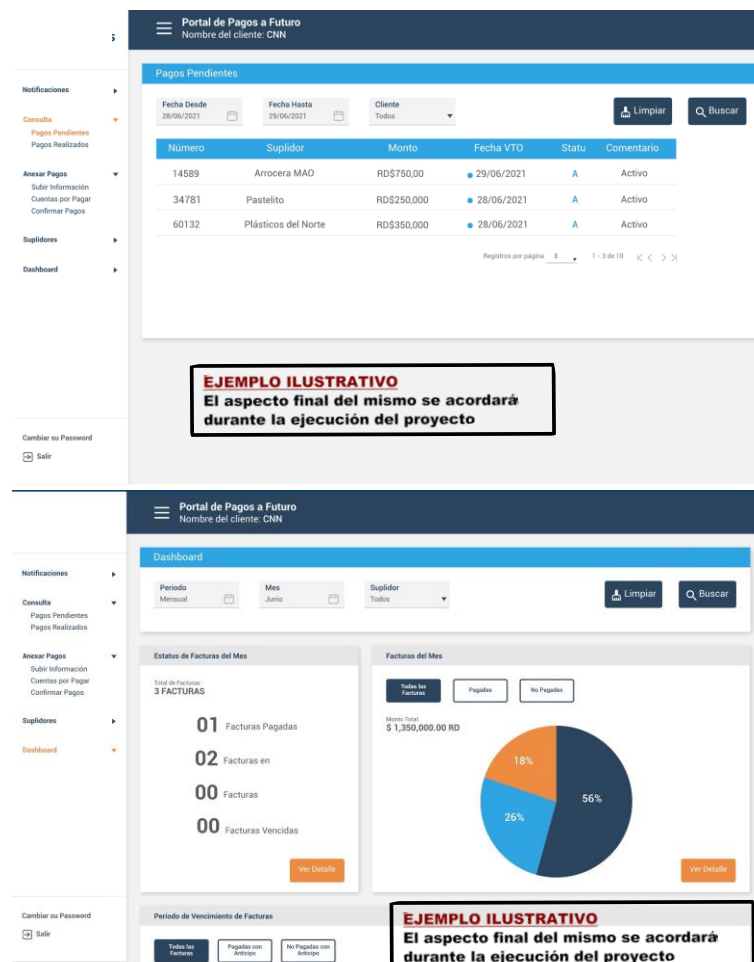 s
Portal de Pagos a Futuro
Nombre del cliente: CNN
Notificaciones
Consulta
Pagos Pendientes
Pagos Realizados
Anexar Pagos
Subir Información
Cuentas por Pagar
Confirmar Pagos
Suplidores
Dashboard
Cambiar su Password
Salir
Pagos Pendientes
Fecha Desde Fecha Hasta Cliente
28/06/2021 29/06/2021 Todos
Limpiar Buscar
Número Suplidor Monto Fecha VTO Statu Comentario
14589 Arrocera MAO RD$750,00 29/06/2021 A Activo
34781 Pastelito RD$250,000 28/06/2021 A Activo
60132 Plásticos del Norte RD$350,000 28/06/2021 A Activo
Registros por página 3 1 - 3 de 10
EJEMPLO ILUSTRATIVO
El aspecto final del mismo se acordará
durante la ejecución del proyecto
Portal de Pagos a Futuro
Nombre del cliente: CNN
Notificaciones
Consulta
Pagos Pendientes
Pagos Realizados
Anexar Pagos
Subir Información
Cuentas por Pagar
Confirmar Pagos
Suplidores
Dashboard
Cambiar su Password
Salir
Dashboard
Periodo Mes Suplidor
Mensual Junio Todos
Limpiar Buscar
Estatus de Facturas del Mes
Total de Facturas:
3 FACTURAS
01 Facturas Pagadas
02 Facturas en
00 Facturas
00 Facturas Vencidas
Ver Detalle
Facturas del Mes
Todas las
Facturas
Pagadas
No Pagadas
Monto Total:
$ 1,350,000.00 RD
18%
56%
26%
Ver Detalle
Periodo de Vencimiento de Facturas
Todas las
Facturas
Pagadas con
Anticipo
No Pagadas con
Anticipo
EJEMPLO ILUSTRATIVO
El aspecto final del mismo se acordará
durante la ejecución del proyecto